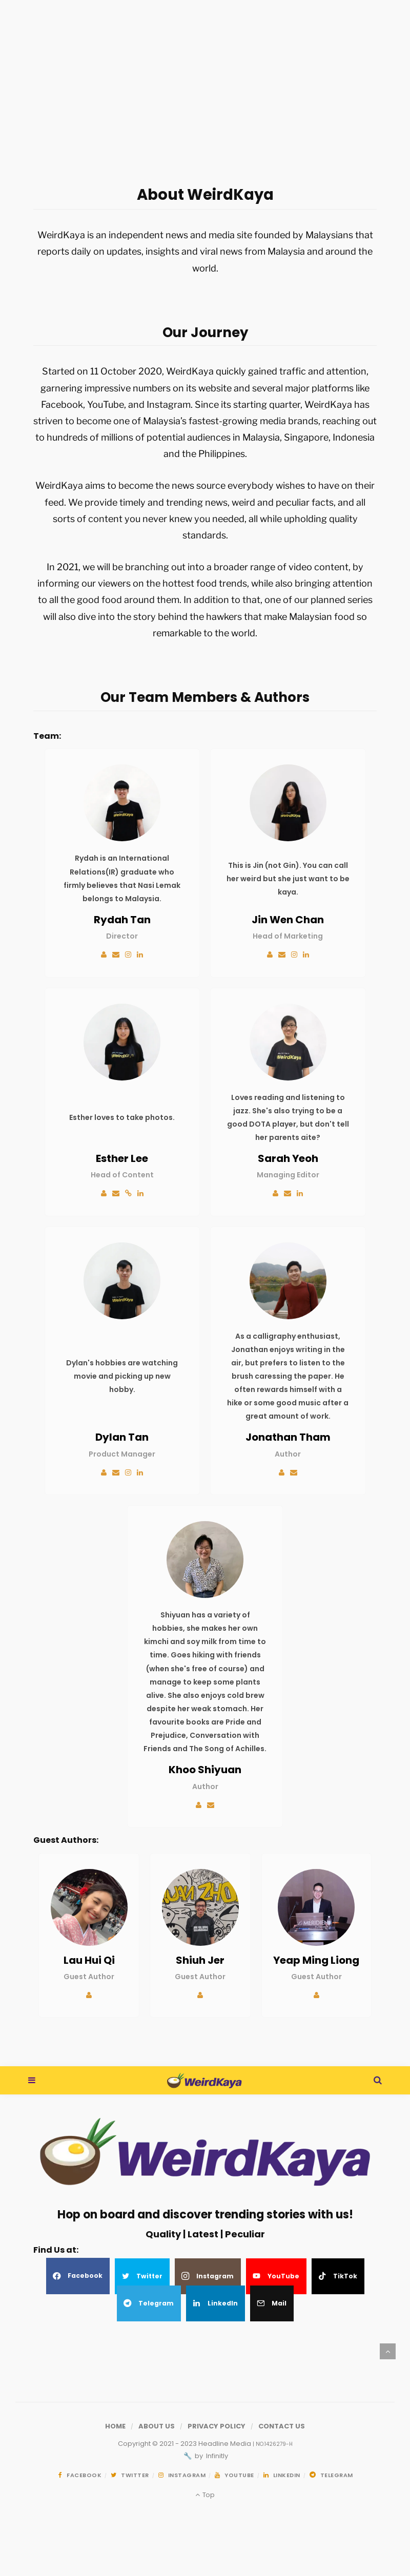 About WeirdKaya
WeirdKaya is an independent news and media site founded by Malaysians that
reports daily on updates, insights and viral news from Malaysia and around the
world.
Our Journey
Started on 11 October 2020, WeirdKaya quickly gained traffic and attention,
garnering impressive numbers on its website and several major platforms like
Facebook, YouTube, and Instagram. Since its starting quarter, WeirdKaya has
striven to become one of Malaysia's fastest-growing media brands, reaching out
to hundreds of millions of potential audiences in Malaysia, Singapore, Indonesia
and the Philippines.
WeirdKaya aims to become the news source everybody wishes to have on their
feed. We provide timely and trending news, weird and peculiar facts, and all
sorts of content you never knew you needed, all while upholding quality
standards.
In 2021, we will be branching out into a broader range of video content, by
informing our viewers on the hottest food trends, while also bringing attention
to all the good food around them. In addition to that, one of our planned series
will also dive into the story behind the hawkers that make Malaysian food so
remarkable to the world.
Our Team Members & Authors
Team:
Rydah is an International
Relations(IR) graduate who
firmly believes that Nasi Lemak
belongs to Malaysia.
Rydah Tan
Director
This is Jin (not Gin). You can call
her weird but she just want to be
kaya.
Jin Wen Chan
Head of Marketing
Esther loves to take photos.
Esther Lee
Head of Content
Loves reading and listening to
jazz. She's also trying to be a
good DOTA player, but don't tell
her parents aite?
Sarah Yeoh
Managing Editor
Dylan's hobbies are watching
movie and picking up new
hobby.
Dylan Tan
Product Manager
As a calligraphy enthusiast,
Jonathan enjoys writing in the
air, but prefers to listen to the
brush caressing the paper. He
often rewards himself with a
hike or some good music after a
great amount of work.
Jonathan Tham
Author
Shiyuan has a variety of
hobbies, she makes her own
kimchi and soy milk from time to
time. Goes hiking with friends
(when she's free of course) and
manage to keep some plants
alive. She also enjoys cold brew
despite her weak stomach. Her
favourite books are Pride and
Prejudice, Conversation with
Friends and The Song of Achilles.
Khoo Shiyuan
Author
Guest Authors:
Lau Hui Qi
Guest Author
Shiuh Jer
Guest Author
Yeap Ming Liong
Guest Author
WeirdKaya
WeirdKaya
Hop on board and discover trending stories with us!
Quality | Latest | Peculiar
Find Us at:
Facebook Twitter Instagram YouTube TikTok
Telegram LinkedIn Mail
HOME / ABOUT US / PRIVACY POLICY / CONTACT US
Copyright © 2021 - 2023 Headline Media | NO.1426275-H
by Infinitly
FACEBOOK / TWITTER / INSTAGRAM / YOUTUBE / LINKEDIN / TELEGRAM
Top